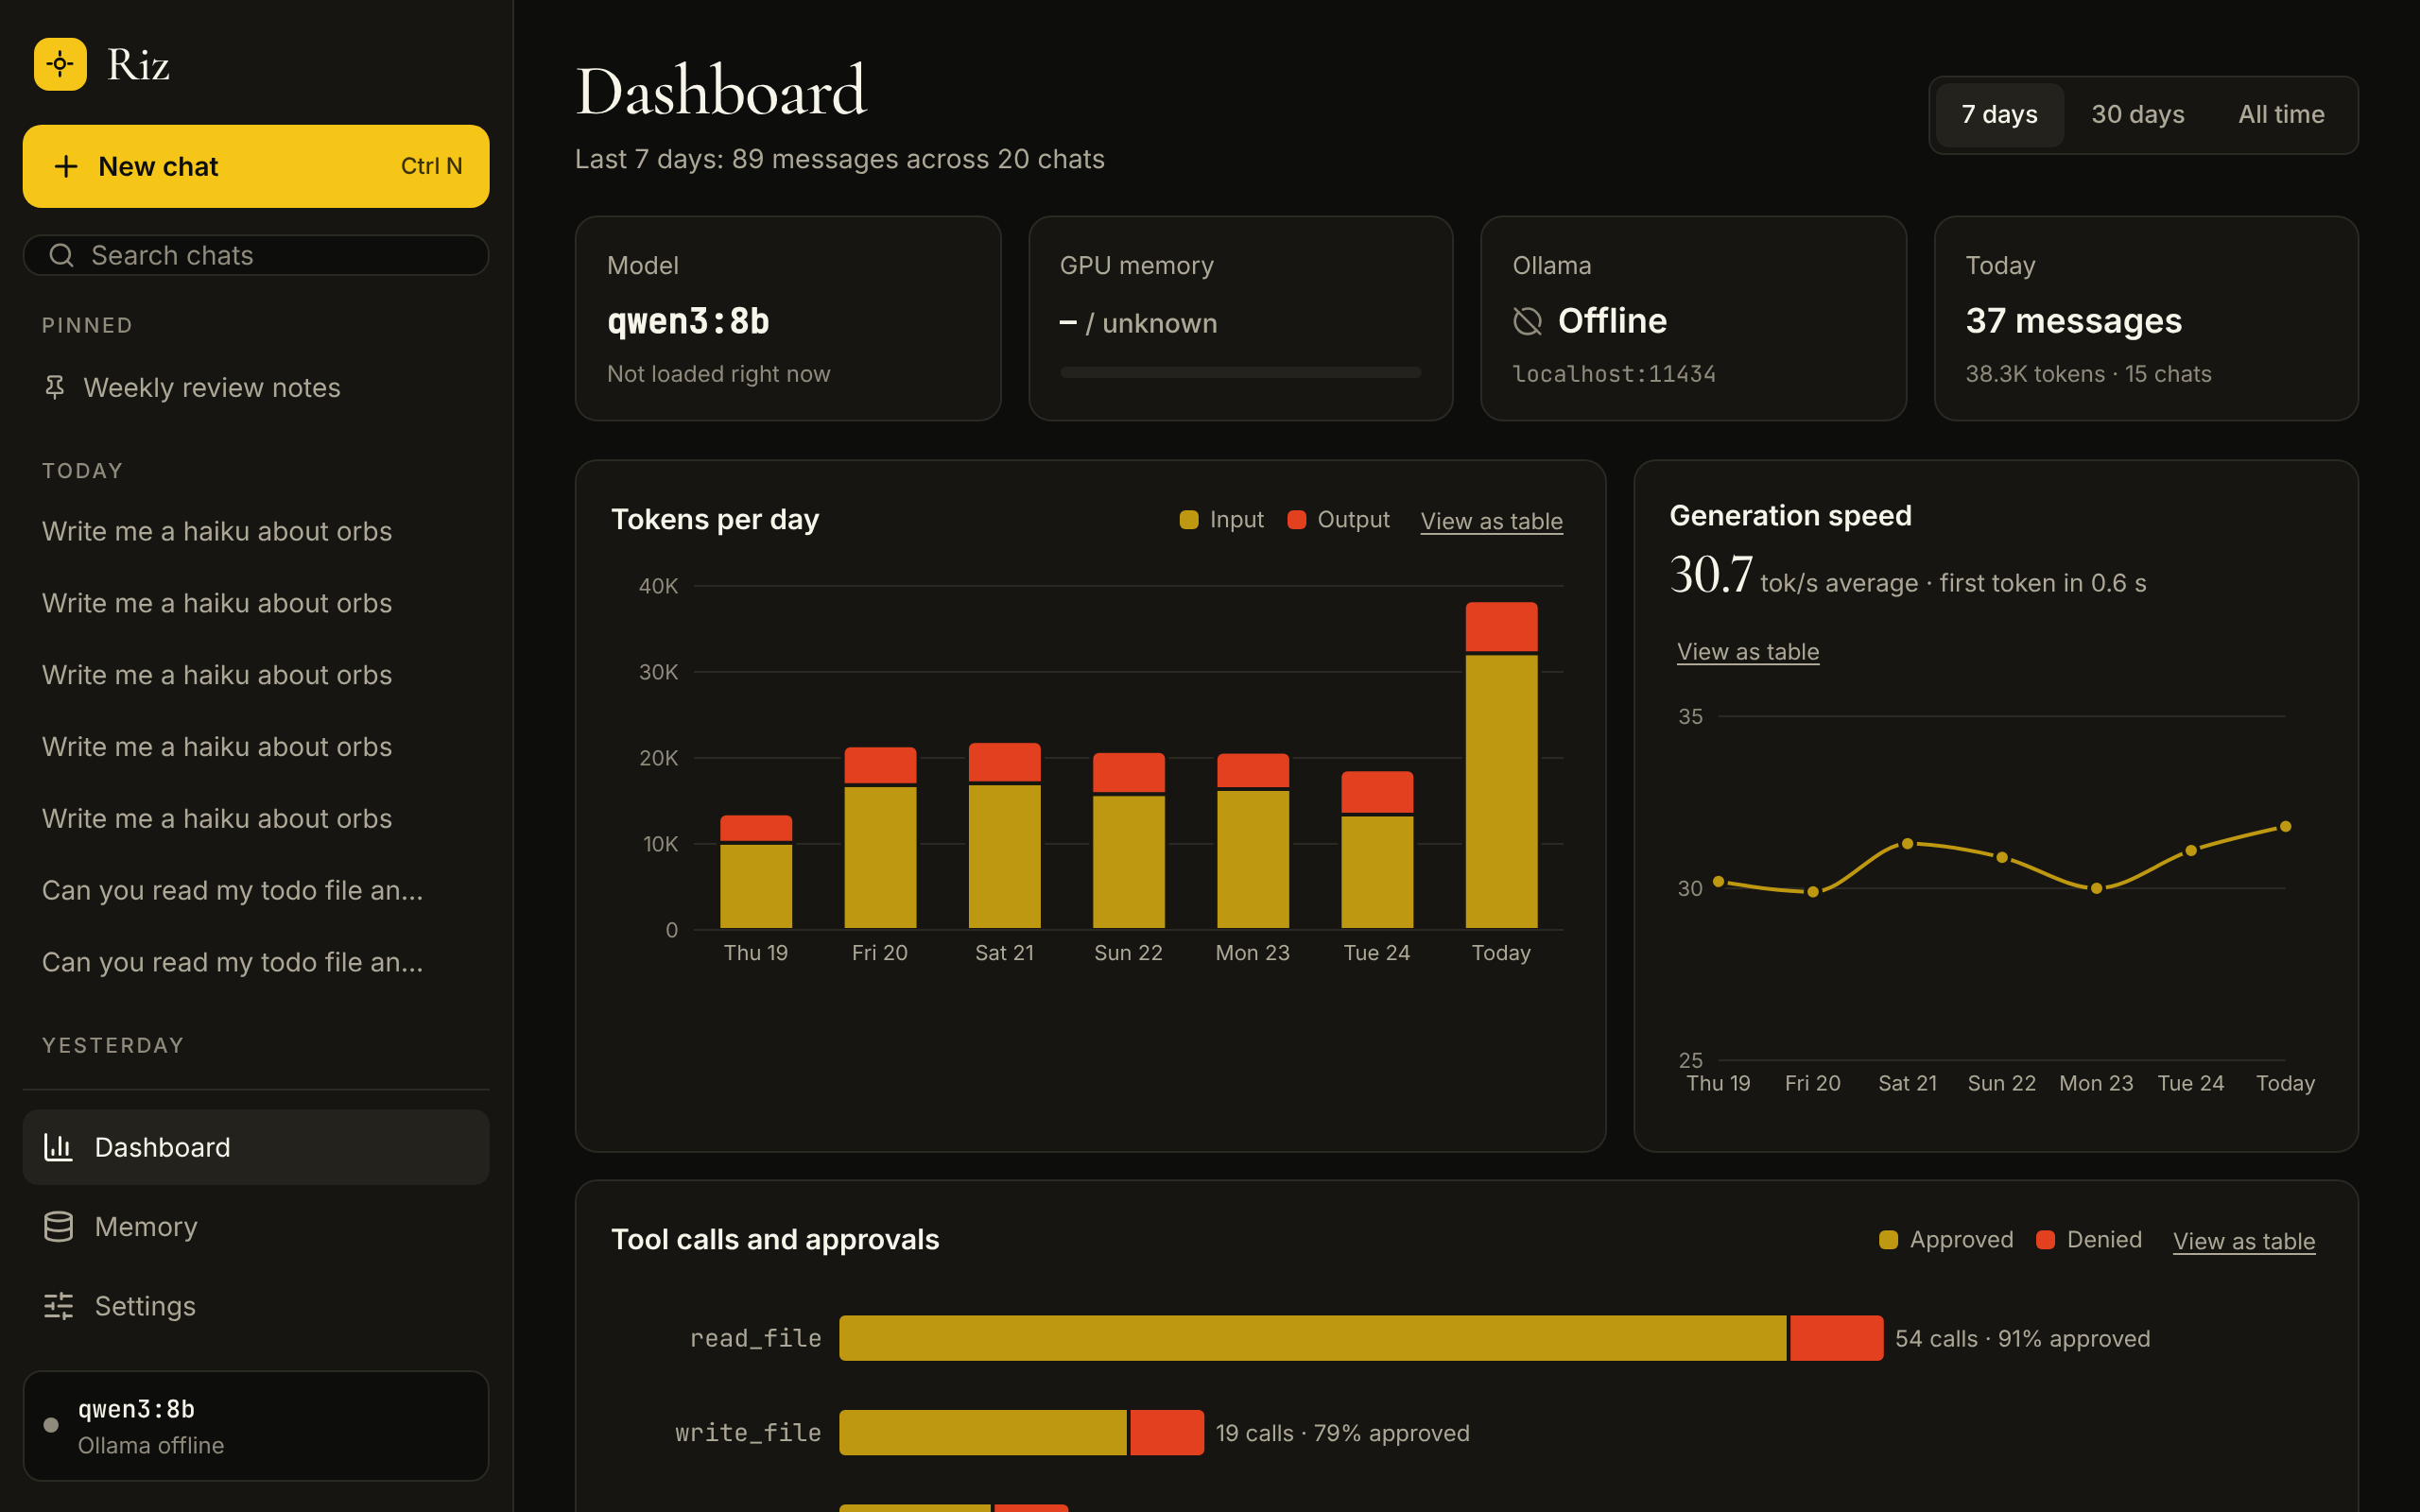 Riz
New chat Ctrl N
Search chats
PINNED
Weekly review notes
TODAY
Write me a haiku about orbs
Write me a haiku about orbs
Write me a haiku about orbs
Write me a haiku about orbs
Write me a haiku about orbs
Can you read my todo file an...
Can you read my todo file an...
YESTERDAY
Dashboard
Memory
Settings
qwen3:8b
Ollama offline
Dashboard
Last 7 days: 89 messages across 20 chats
7 days 30 days All time
Model
qwen3:8b
Not loaded right now
GPU memory
– / unknown
Ollama
Offline
localhost:11434
Today
37 messages
38.3K tokens · 15 chats
Tokens per day
Input Output View as table
40K
30K
20K
10K
0
Thu 19 Fri 20 Sat 21 Sun 22 Mon 23 Tue 24 Today
Generation speed
30.7 tok/s average · first token in 0.6 s
View as table
35
30
25
Thu 19 Fri 20 Sat 21 Sun 22 Mon 23 Tue 24 Today
Tool calls and approvals
Approved Denied View as table
read_file 54 calls · 91% approved
write_file 19 calls · 79% approved